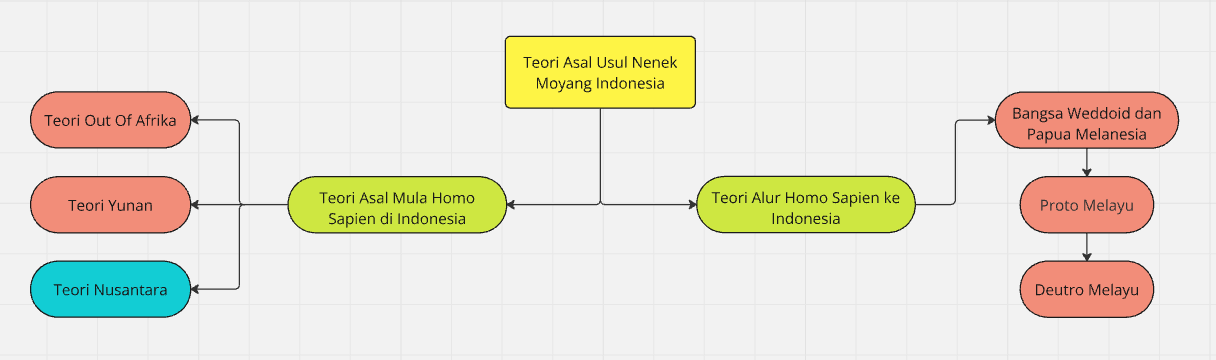 Teori Asal Usul Nenek
Moyang Indonesia
Teori Asal Mula Homo
Sapien di Indonesia
Teori Out Of Afrika
Teori Yunan
Teori Nusantara
Teori Alur Homo Sapien ke
Indonesia
Bangsa Weddoid dan
Papua Melanesia
Proto Melayu
Deutro Melayu